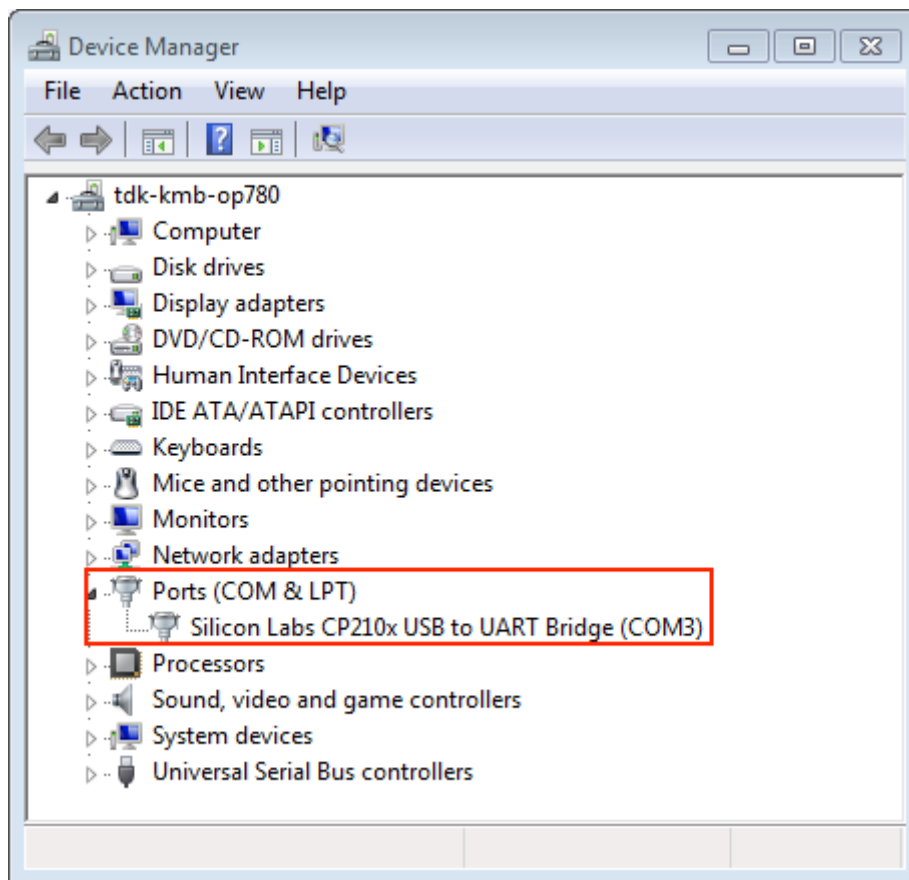 Device Manager
File Action View Help
?
tdk-kmb-op780
Computer
Disk drives
Display adapters
DVD/CD-ROM drives
Human Interface Devices
IDE ATA/ATAPI controllers
Keyboards
Mice and other pointing devices
Monitors
Network adapters
Ports (COM & LPT)
Silicon Labs CP210x USB to UART Bridge (COM3)
Processors
Sound, video and game controllers
System devices
Universal Serial Bus controllers